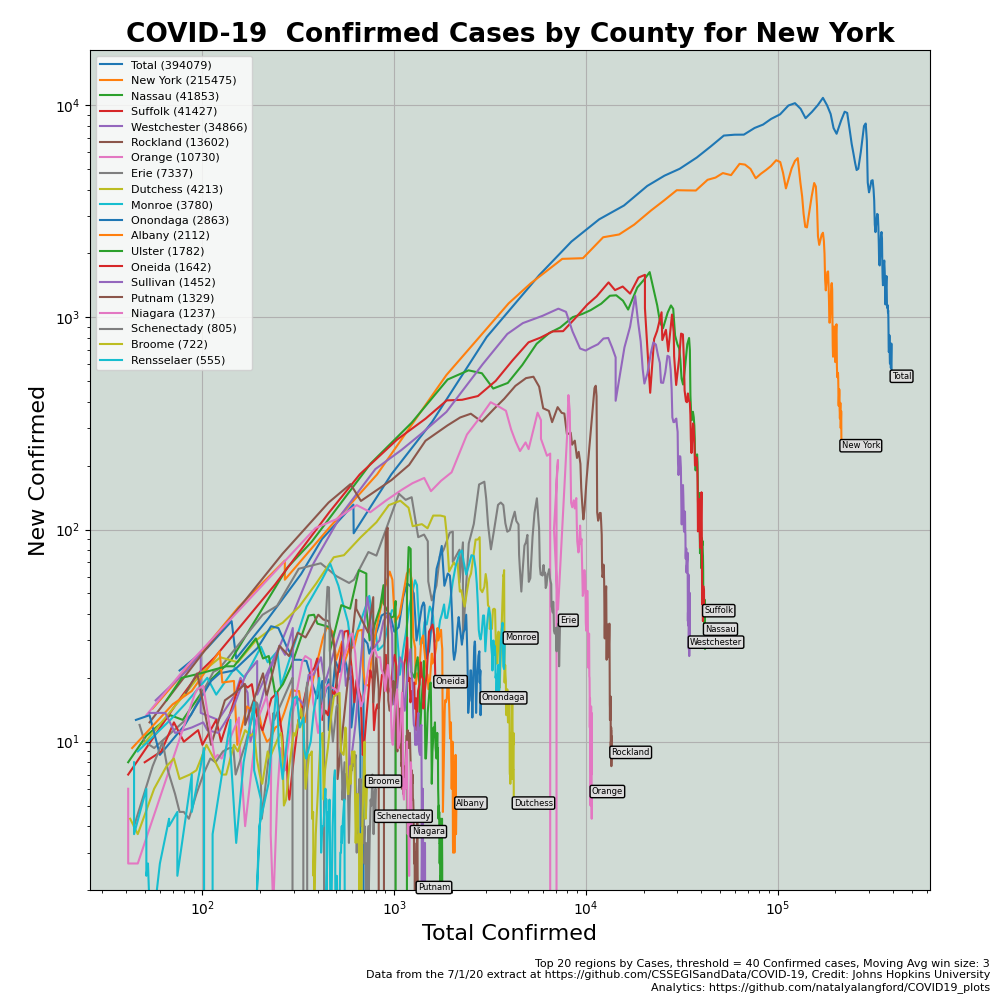 COVID-19  Confirmed Cases by County for New York
Total (394079)
New York (215475)
Nassau (41853)
Suffolk (41427)
Westchester (34866)
Rockland (13602)
Orange (10730)
Erie (7337)
Dutchess (4213)
Monroe (3780)
Onondaga (2863)
Albany (2112)
Ulster (1782)
Oneida (1642)
Sullivan (1452)
Putnam (1329)
Niagara (1237)
Schenectady (805)
Broome (722)
Rensselaer (555)
10⁴
10³
10²
10¹
New Confirmed
Total
New York
Suffolk
Nassau
Westchester
Erie
Monroe
Oneida
Onondaga
Rockland
Broome
Orange
Albany
Dutchess
Schenectady
Niagara
Putnam
10²
10³
10⁴
10⁵
Total Confirmed
Top 20 regions by Cases, threshold = 40 Confirmed cases, Moving Avg win size: 3
Data from the 7/1/20 extract at https://github.com/CSSEGISandData/COVID-19, Credit: Johns Hopkins University
Analytics: https://github.com/natalyalangford/COVID19_plots